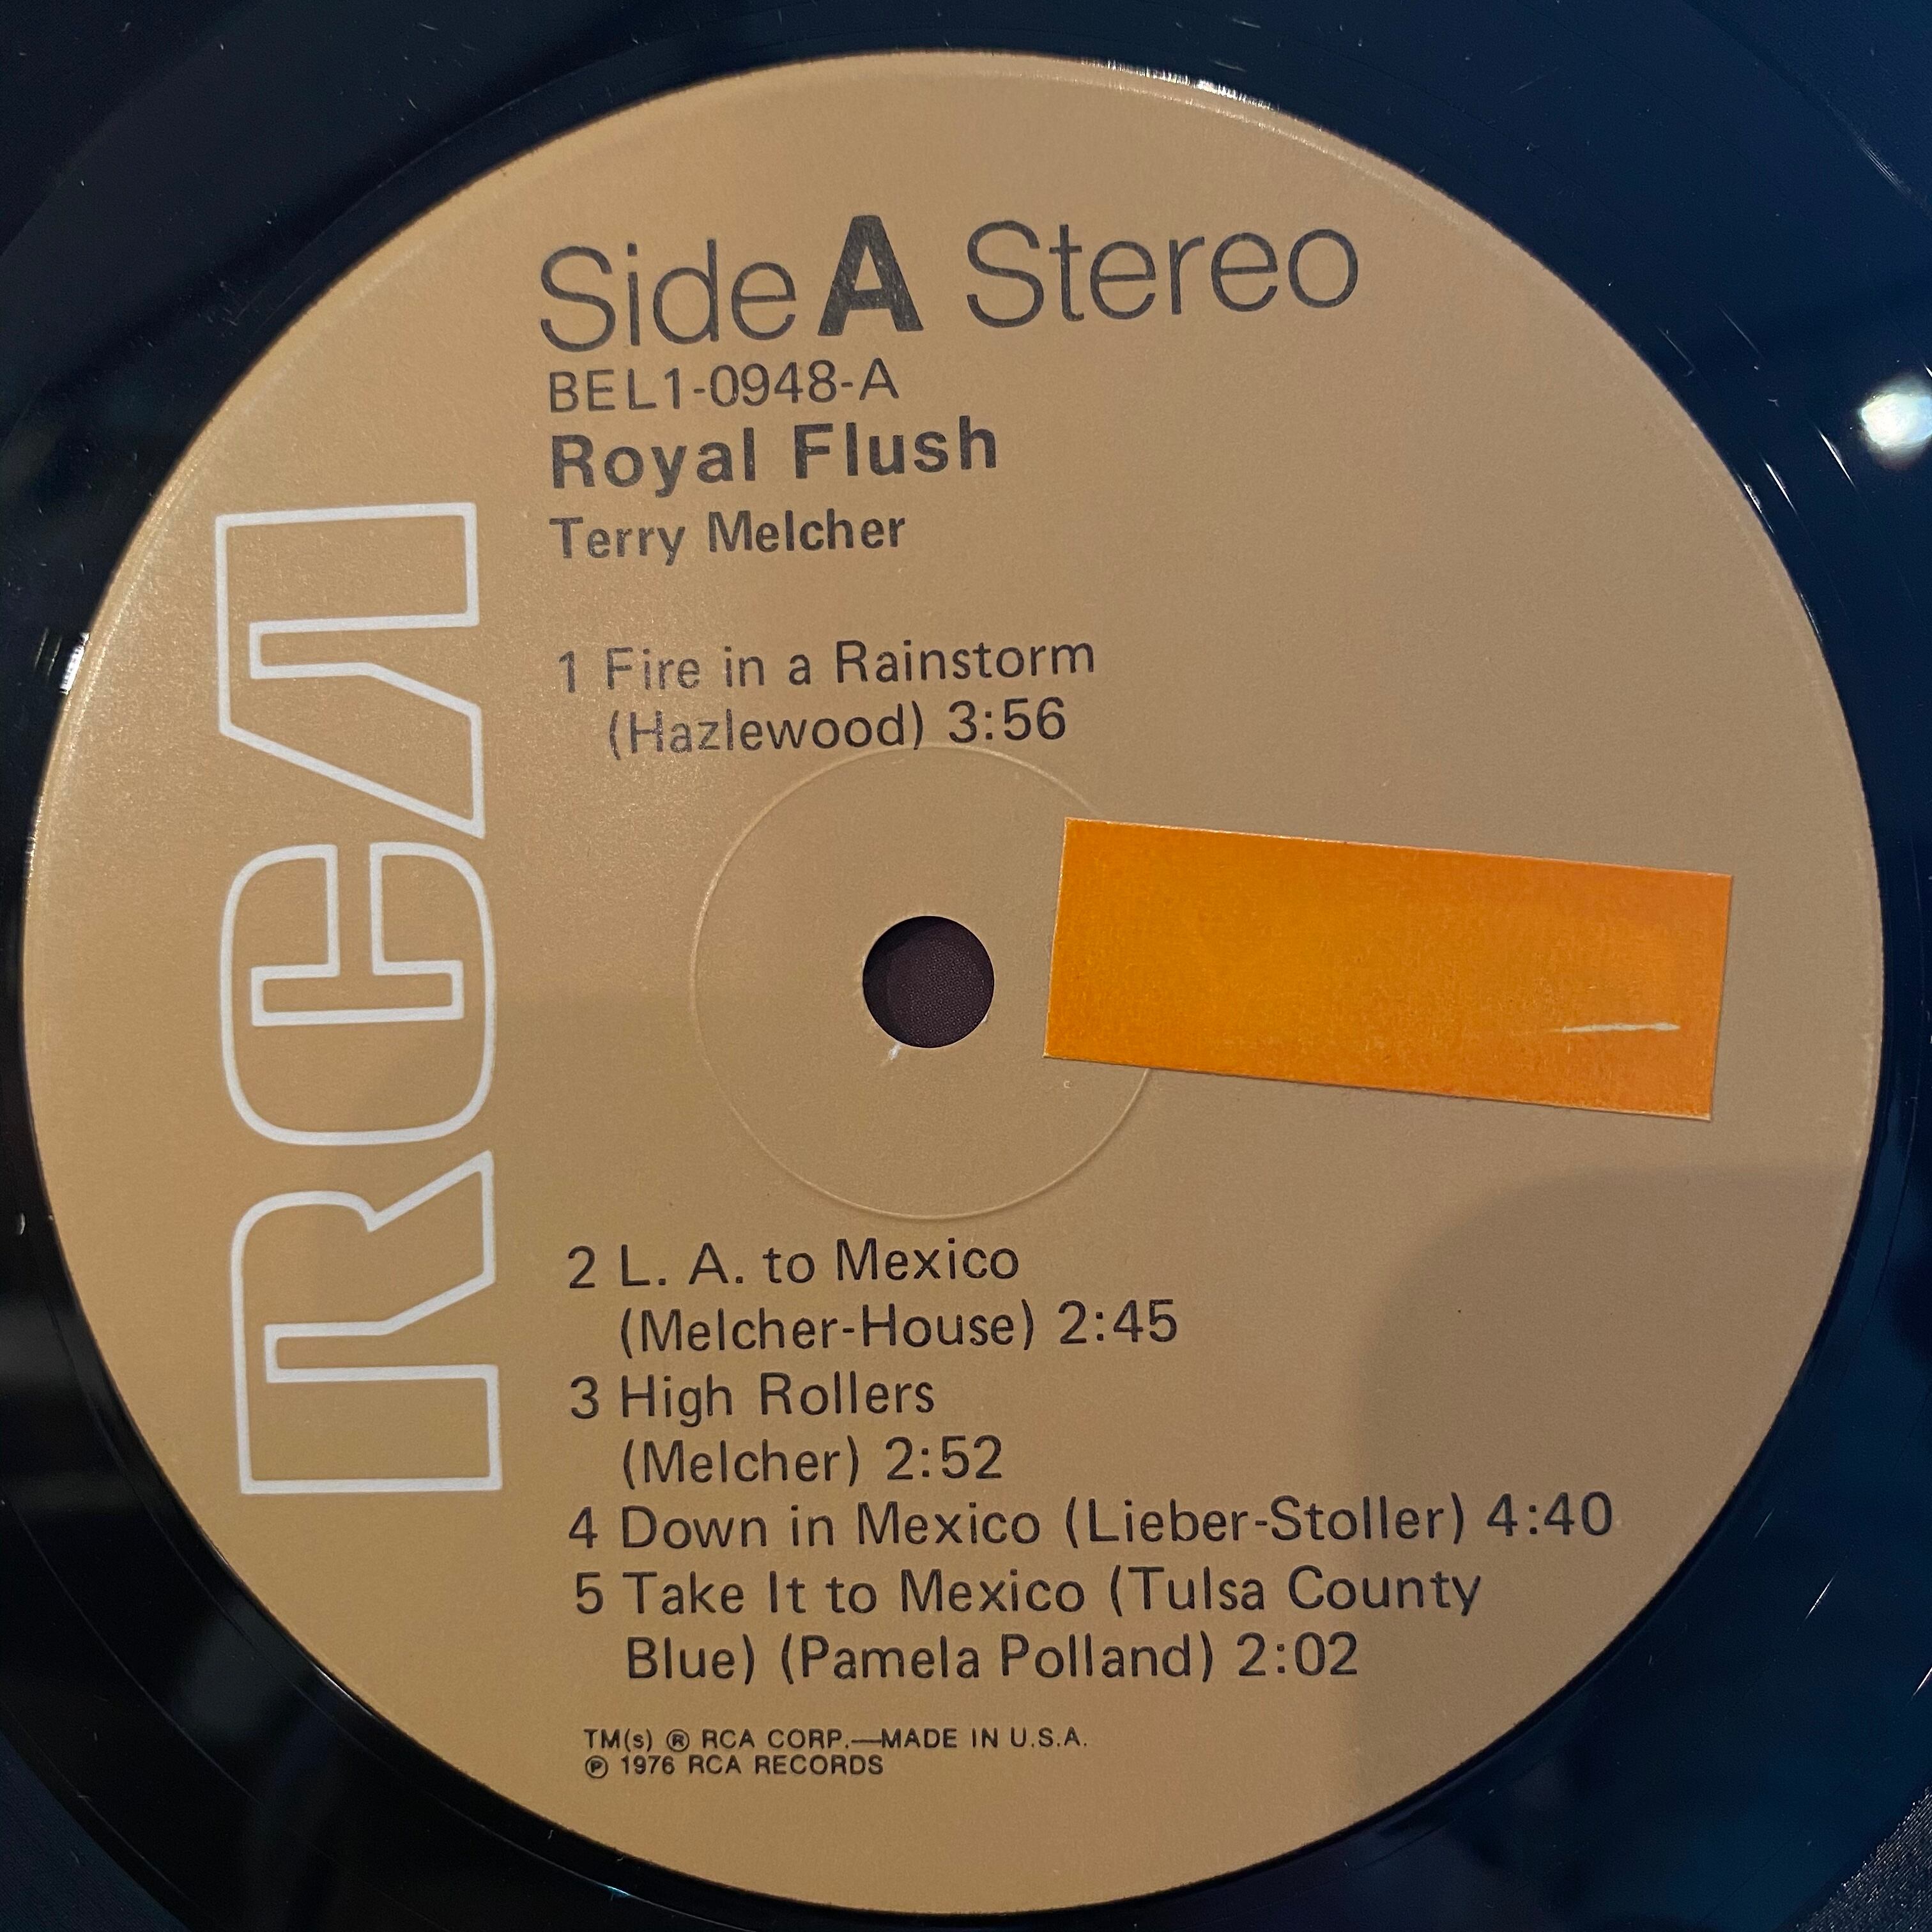 Side A Stereo
BEL1-0948-A
Royal Flush
Terry Melcher
1 Fire in a Rainstorm
(Hazlewood) 3:56
RCA
2 L. A. to Mexico
(Melcher-House) 2:45
3 High Rollers
(Melcher) 2:52
4 Down in Mexico (Lieber-Stoller) 4:40
5 Take It to Mexico (Tulsa County
Blue) (Pamela Polland) 2:02
TM(s) ® RCA CORP.—MADE IN U.S.A.
℗ 1976 RCA RECORDS